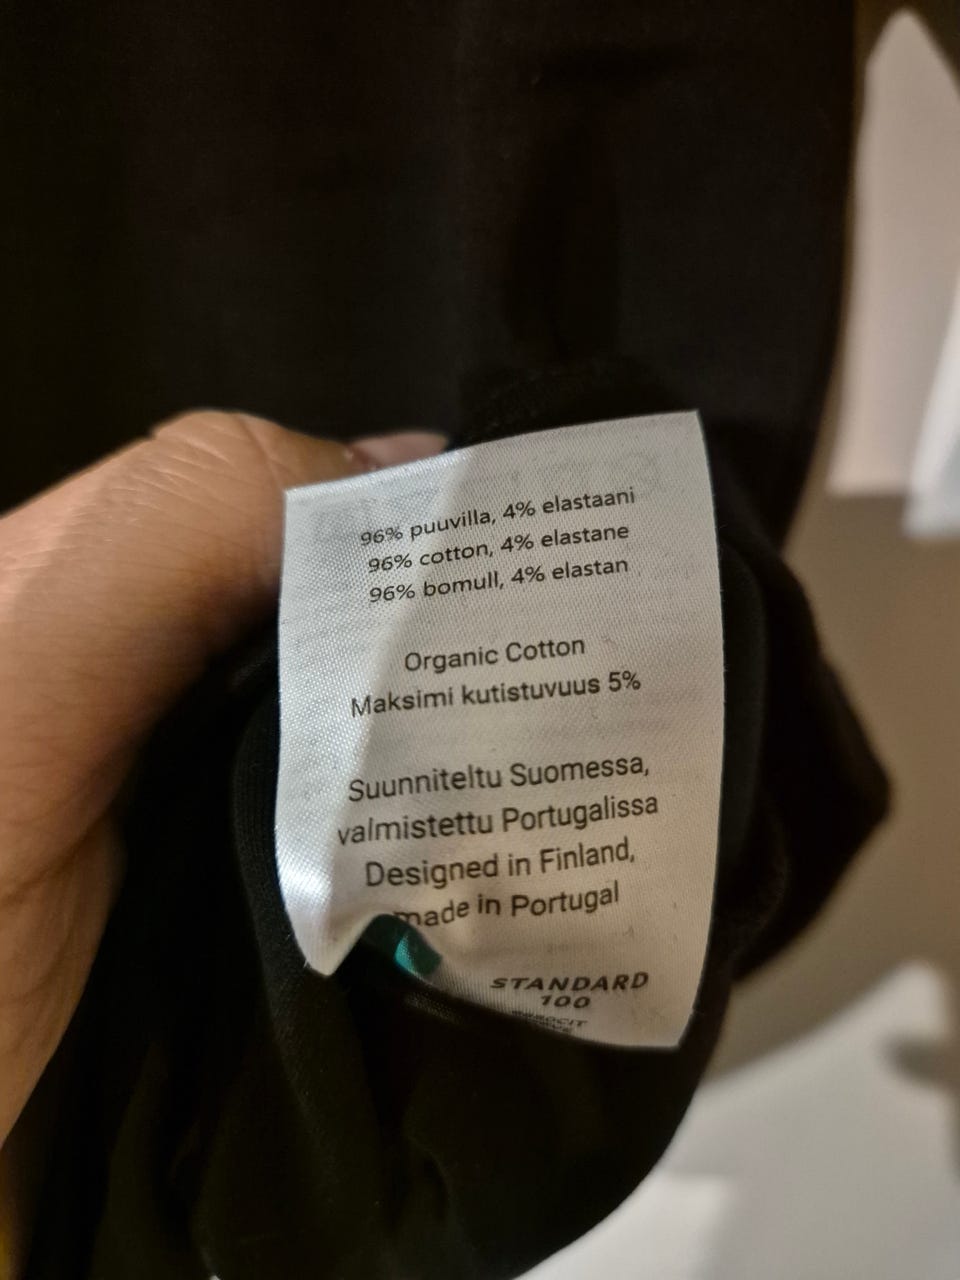 96% puuvilla, 4% elastaani
96% cotton, 4% elastane
96% bomull, 4% elastan
Organic Cotton
Maksimi kutistuvuus 5%
Suunniteltu Suomessa,
valmistettu Portugalissa
Designed in Finland,
made in Portugal
STANDARD
100